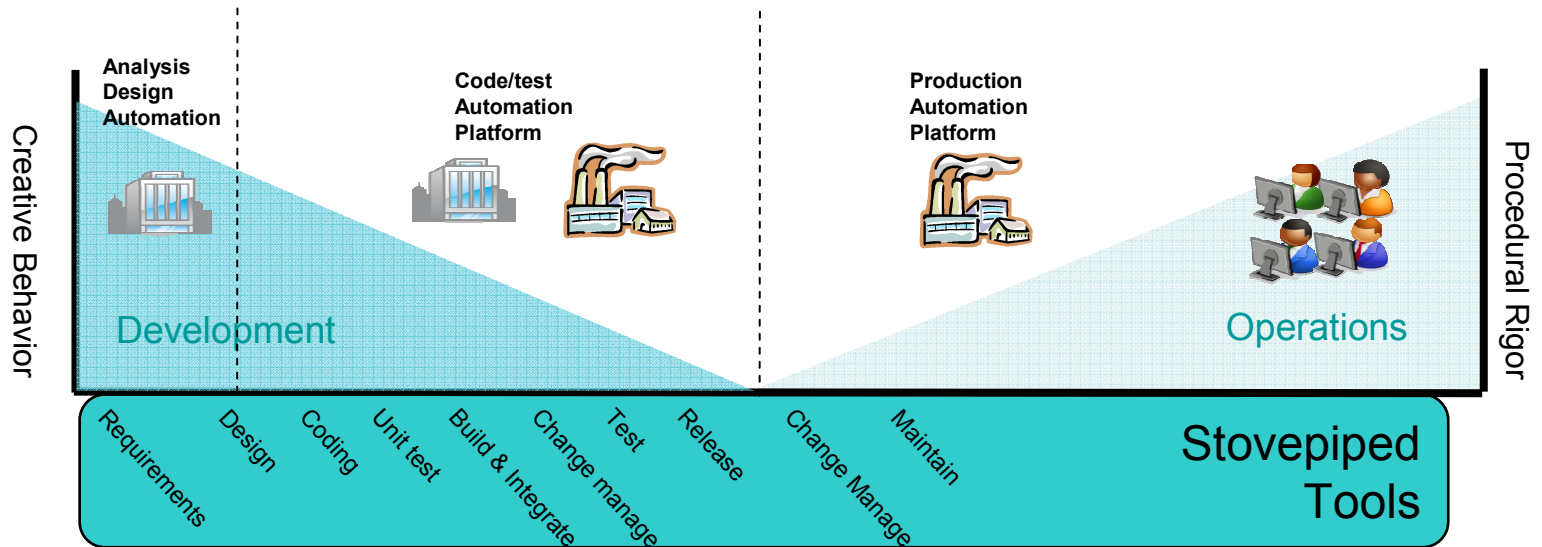 Analysis
Design
Automation
Code/test
Automation
Platform
Production
Automation
Platform
Creative Behavior
Procedural Rigor
Development
Operations
Requirements
Design
Coding
Unit test
Build & Integrate
Change manage
Test
Release
Change Manage
Maintain
Stovepiped
Tools